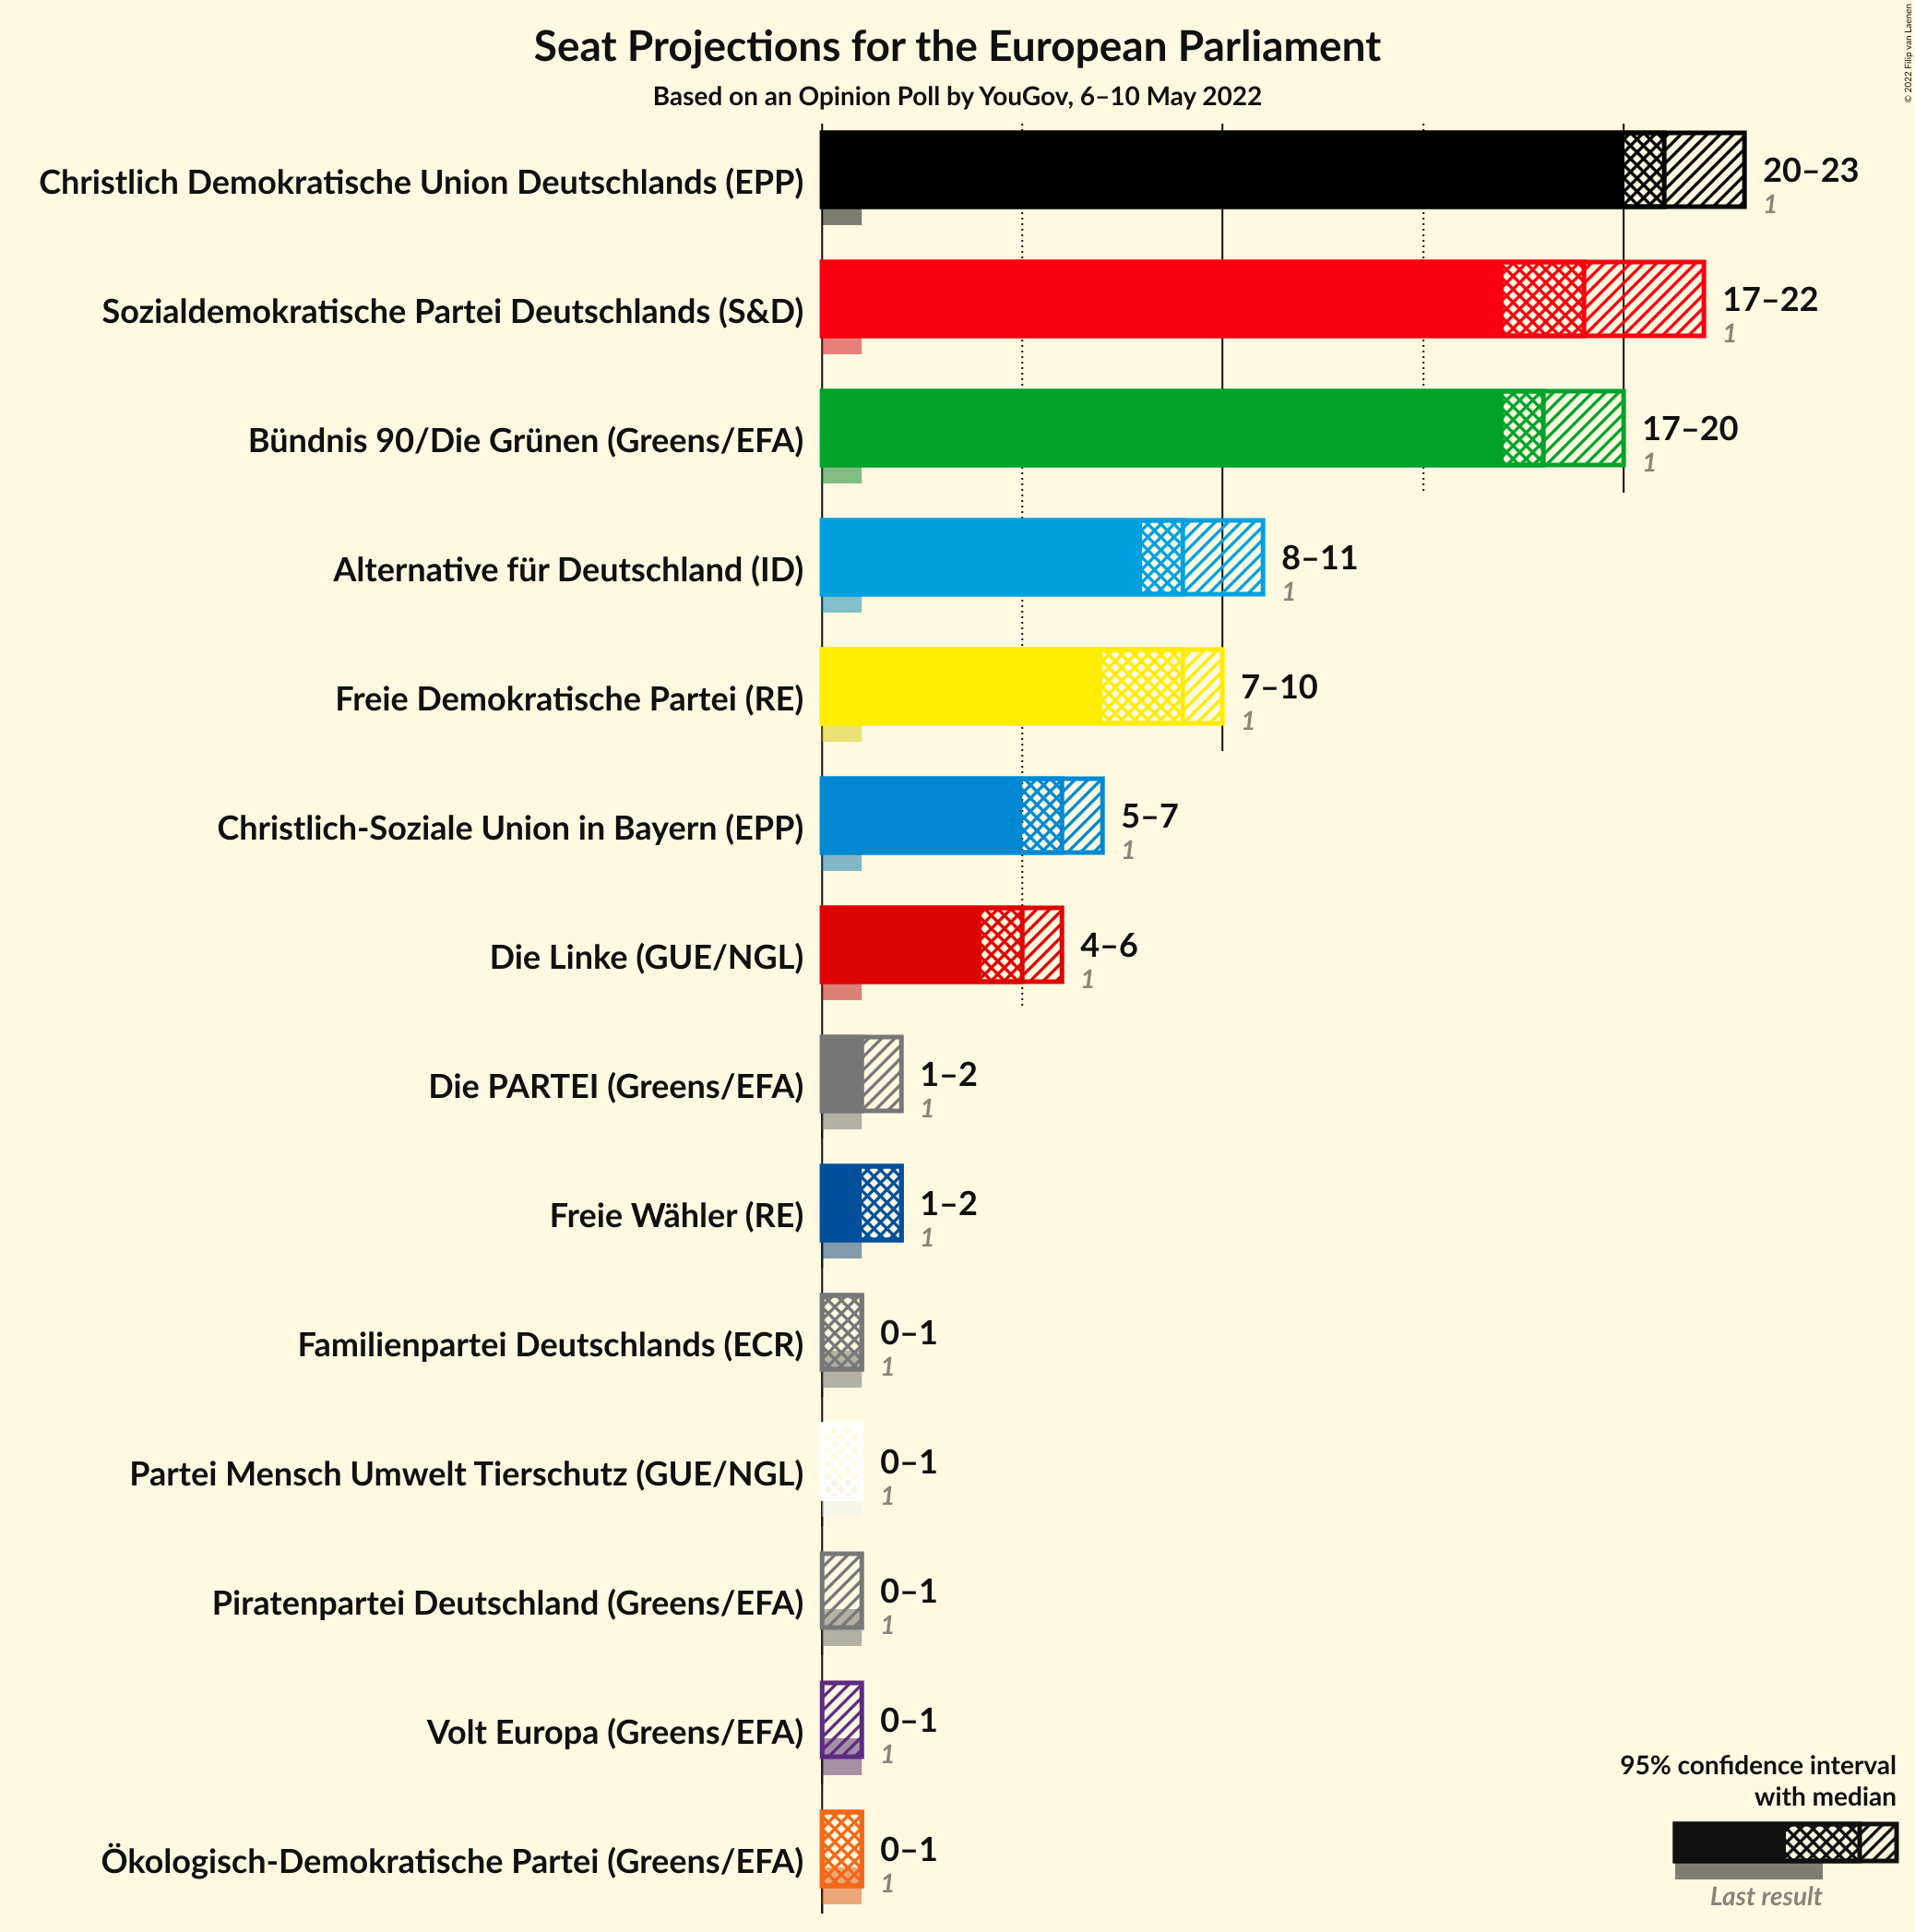 Seat Projections for the European Parliament
Based on an Opinion Poll by YouGov, 6–10 May 2022
© 2022 Filip van Laenen
Christlich Demokratische Union Deutschlands (EPP)
20–23
1
Sozialdemokratische Partei Deutschlands (S&D)
17–22
1
Bündnis 90/Die Grünen (Greens/EFA)
17–20
1
Alternative für Deutschland (ID)
8–11
1
Freie Demokratische Partei (RE)
7–10
1
Christlich-Soziale Union in Bayern (EPP)
5–7
1
Die Linke (GUE/NGL)
4–6
1
Die PARTEI (Greens/EFA)
1–2
1
Freie Wähler (RE)
1–2
1
Familienpartei Deutschlands (ECR)
0–1
1
Partei Mensch Umwelt Tierschutz (GUE/NGL)
0–1
1
Piratenpartei Deutschland (Greens/EFA)
0–1
1
Volt Europa (Greens/EFA)
0–1
1
Ökologisch-Demokratische Partei (Greens/EFA)
0–1
1
95% confidence interval
with median
Last result